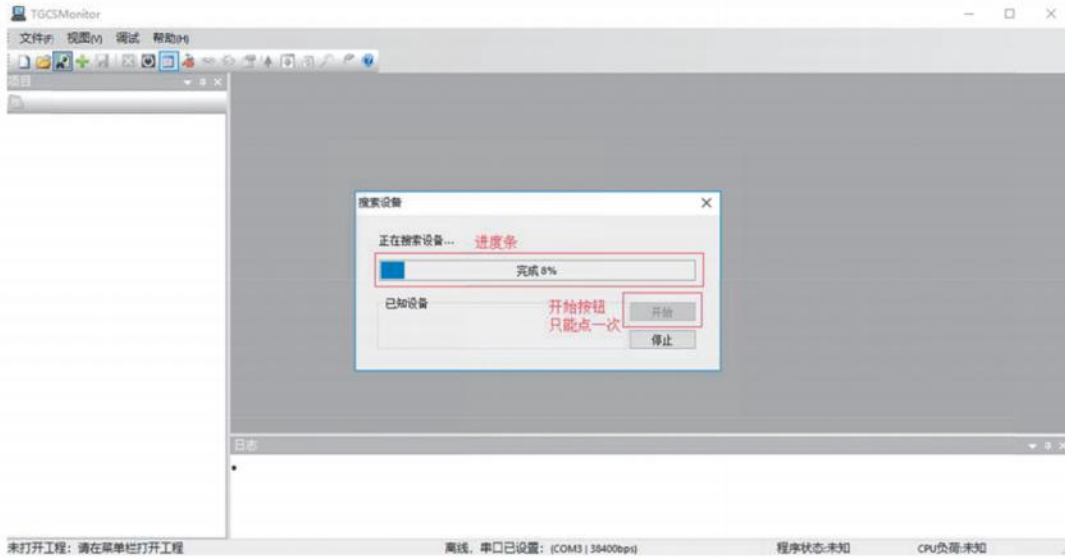 TGCSMonitor
文件(F) 视图(V) 调试 帮助(H)
项目
搜索设备
正在搜索设备... 进度条
完成 8%
已知设备
开始按钮
只能点一次
开始
停止
日志
未打开工程：请在菜单栏打开工程 离线，串口已设置：(COM3 | 38400bps) 程序状态:未知 CPU负荷:未知